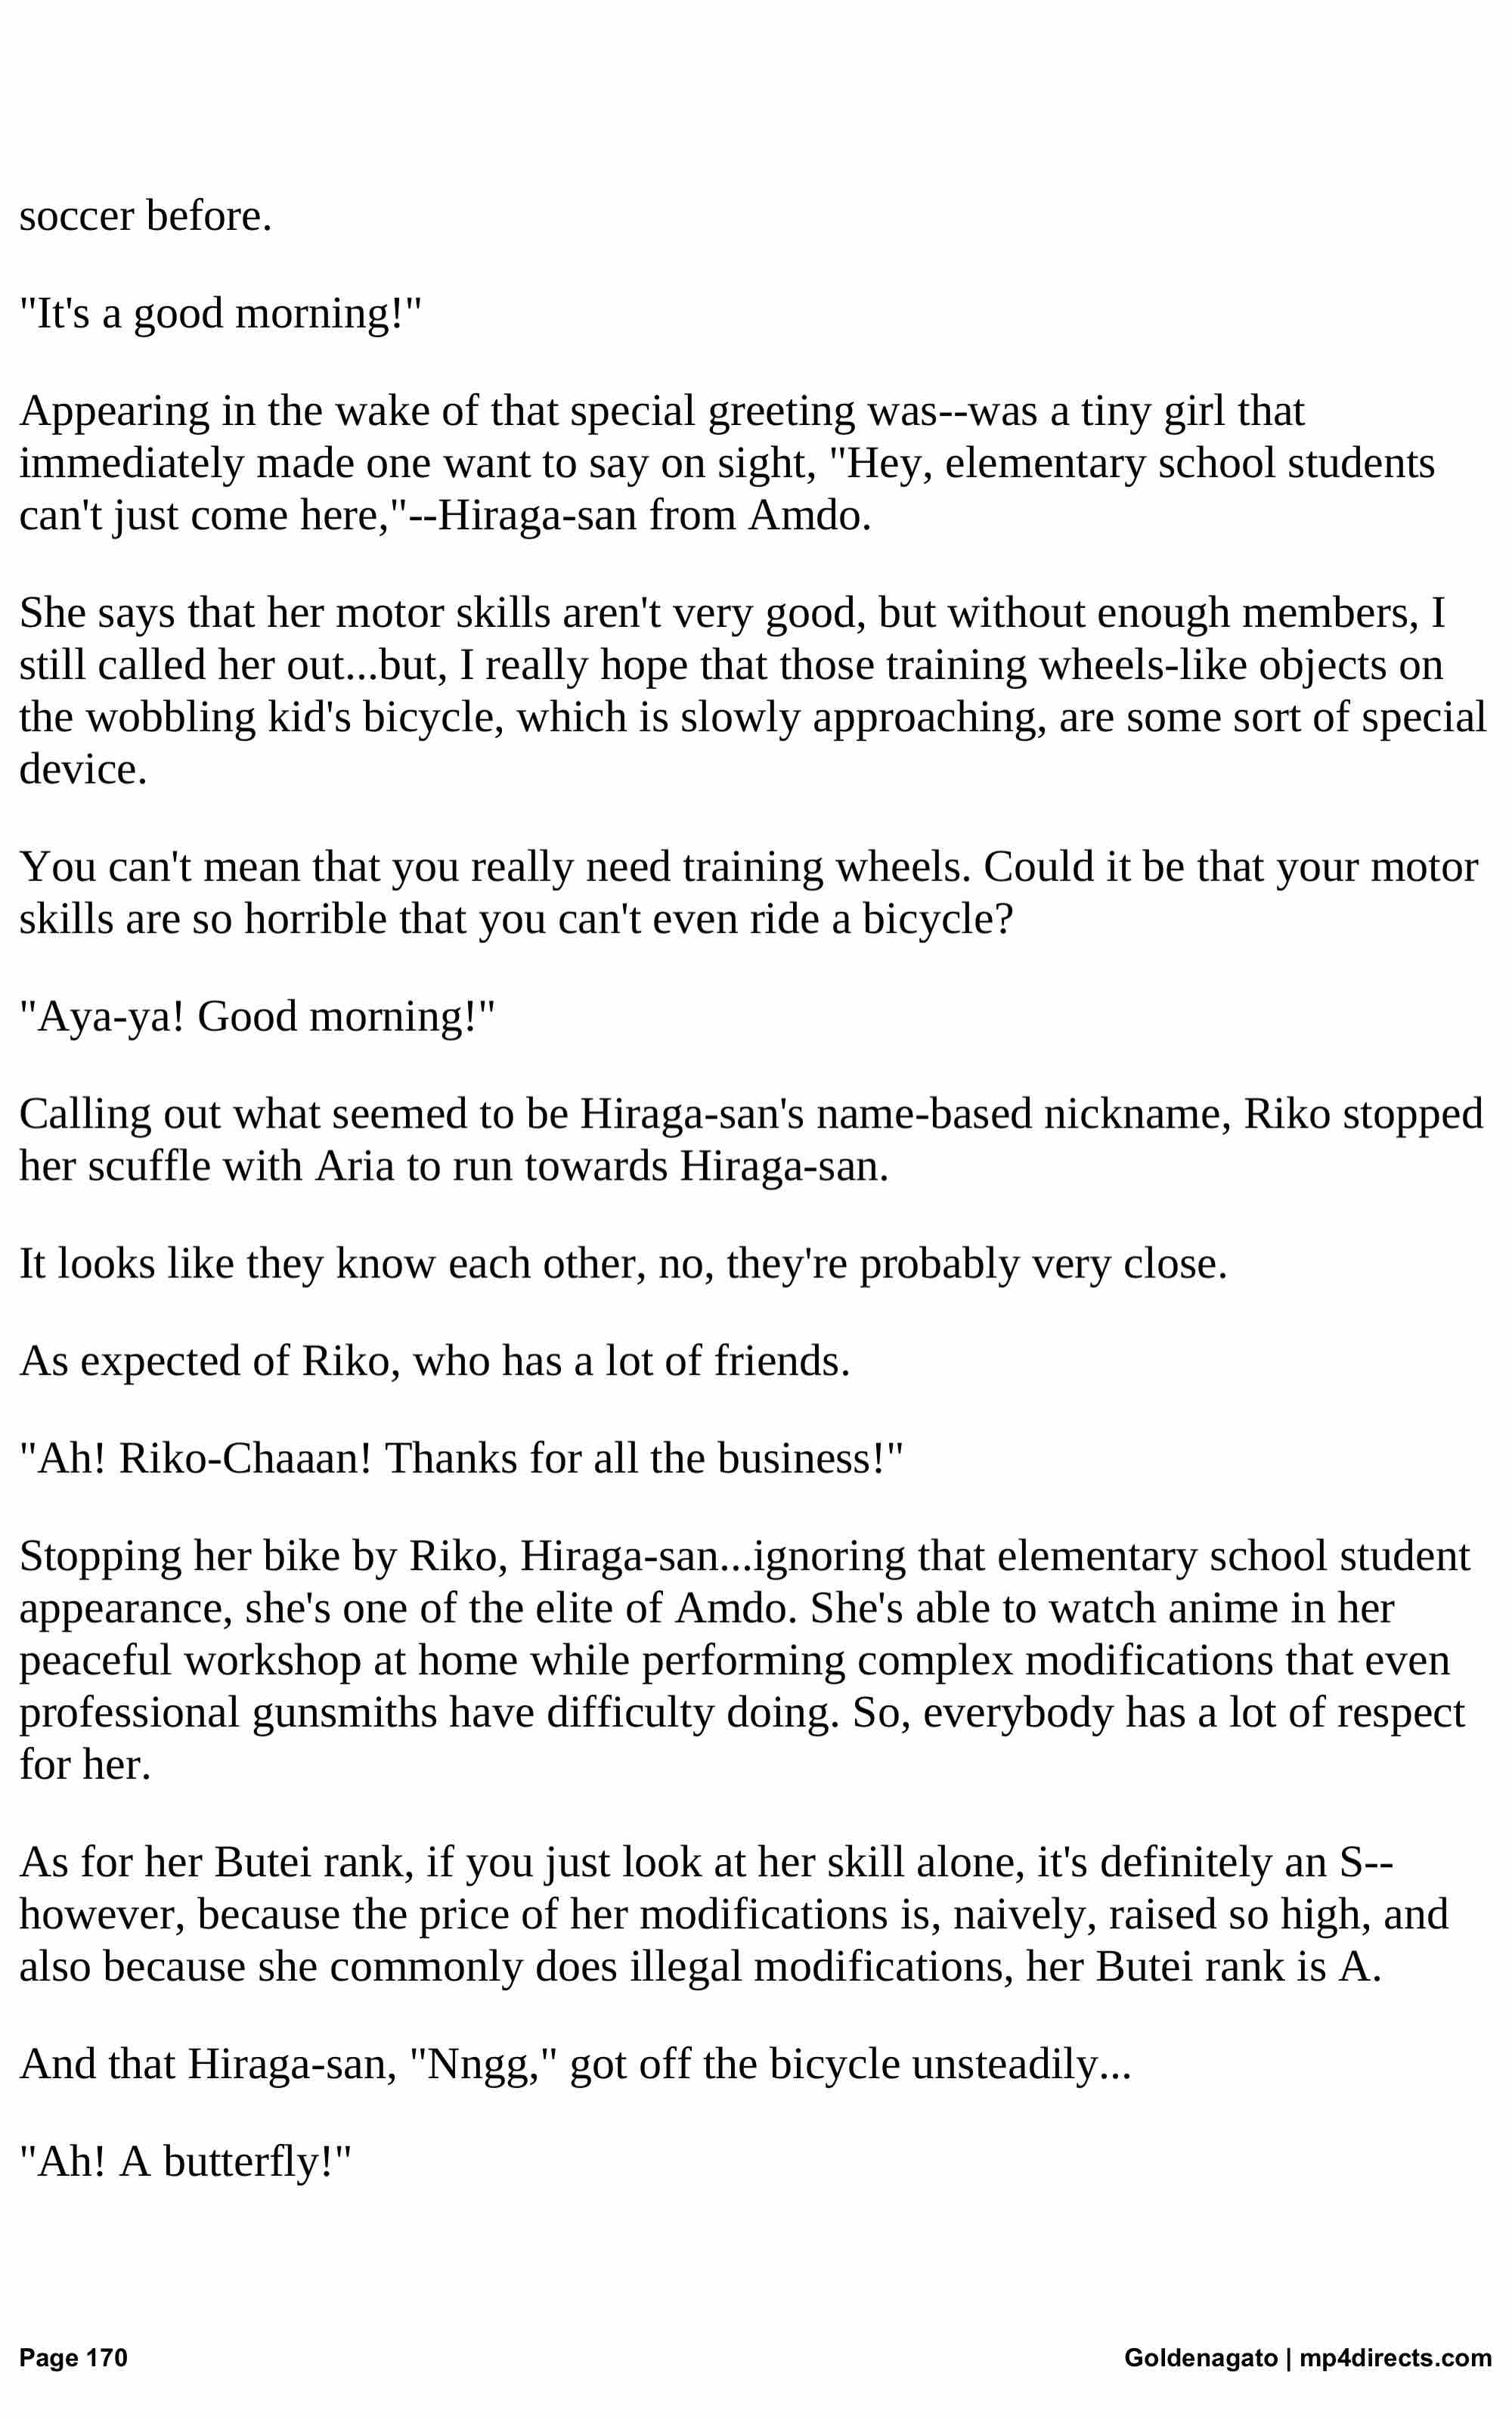 soccer before.
"It's a good morning!"
Appearing in the wake of that special greeting was--was a tiny girl that
immediately made one want to say on sight, "Hey, elementary school students
can't just come here,"--Hiraga-san from Amdo.
She says that her motor skills aren't very good, but without enough members, I
still called her out...but, I really hope that those training wheels-like objects on
the wobbling kid's bicycle, which is slowly approaching, are some sort of special
device.
You can't mean that you really need training wheels. Could it be that your motor
skills are so horrible that you can't even ride a bicycle?
"Aya-ya! Good morning!"
Calling out what seemed to be Hiraga-san's name-based nickname, Riko stopped
her scuffle with Aria to run towards Hiraga-san.
It looks like they know each other, no, they're probably very close.
As expected of Riko, who has a lot of friends.
"Ah! Riko-Chaaan! Thanks for all the business!"
Stopping her bike by Riko, Hiraga-san...ignoring that elementary school student
appearance, she's one of the elite of Amdo. She's able to watch anime in her
peaceful workshop at home while performing complex modifications that even
professional gunsmiths have difficulty doing. So, everybody has a lot of respect
for her.
As for her Butei rank, if you just look at her skill alone, it's definitely an S--
however, because the price of her modifications is, naively, raised so high, and
also because she commonly does illegal modifications, her Butei rank is A.
And that Hiraga-san, "Nngg," got off the bicycle unsteadily...
"Ah! A butterfly!"
Page 170
Goldenagato | mp4directs.com